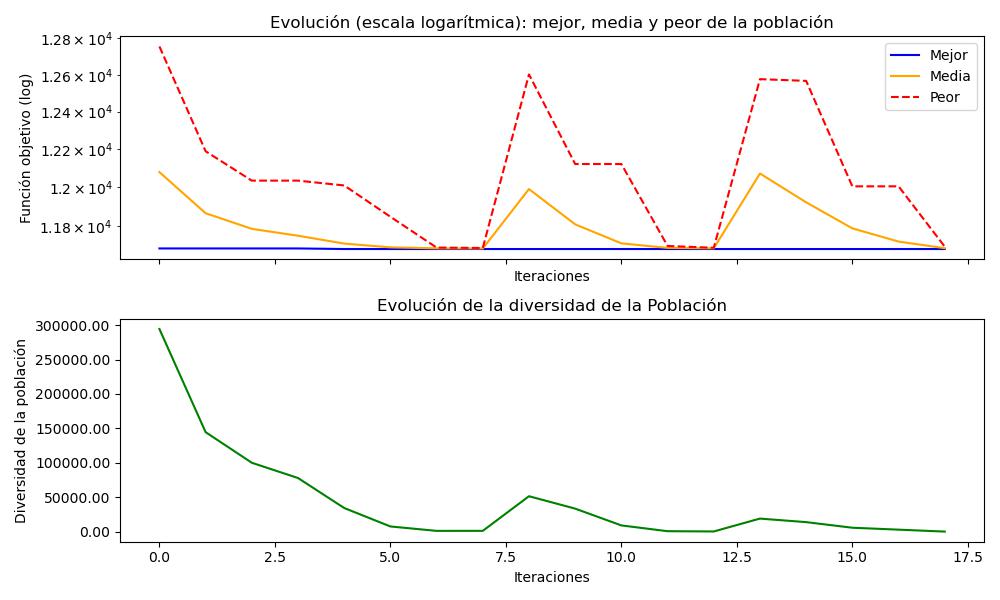 Evolución (escala logarítmica): mejor, media y peor de la población
Función objetivo (log)
1.28 × 10⁴
1.26 × 10⁴
1.24 × 10⁴
1.22 × 10⁴
1.2 × 10⁴
1.18 × 10⁴
Mejor
Media
Peor
Iteraciones
Evolución de la diversidad de la Población
Diversidad de la población
300000.00
250000.00
200000.00
150000.00
100000.00
50000.00
0.00
0.0 2.5 5.0 7.5 10.0 12.5 15.0 17.5
Iteraciones